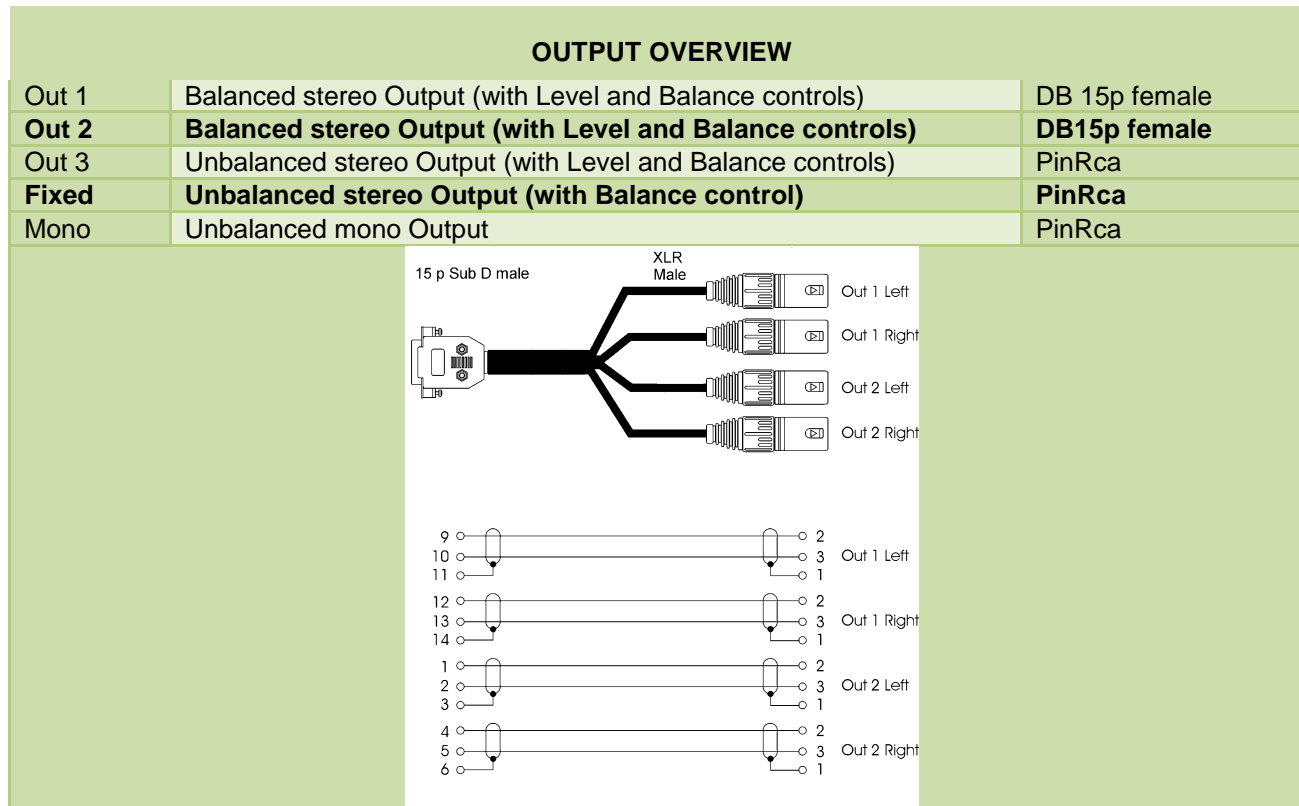 OUTPUT OVERVIEW
Out 1 Balanced stereo Output (with Level and Balance controls) DB 15p female
Out 2 Balanced stereo Output (with Level and Balance controls) DB15p female
Out 3 Unbalanced stereo Output (with Level and Balance controls) PinRca
Fixed Unbalanced stereo Output (with Balance control) PinRca
Mono Unbalanced mono Output PinRca
15 p Sub D male
XLR
Male
Out 1 Left
Out 1 Right
Out 2 Left
Out 2 Right
9 2
10 3 Out 1 Left
11 1
12 2
13 3 Out 1 Right
14 1
1 2
2 3 Out 2 Left
3 1
4 2
5 3 Out 2 Right
6 1